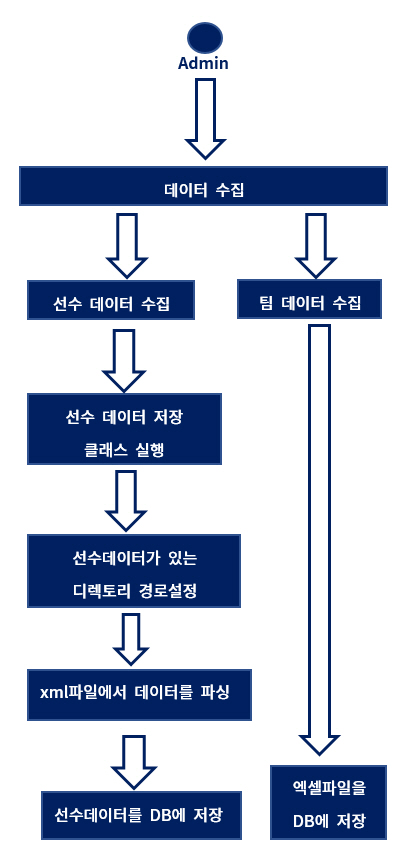 Admin
데이터 수집
선수 데이터 수집
팀 데이터 수집
선수 데이터 저장
클래스 실행
선수데이터가 있는
디렉토리 경로설정
xml파일에서 데이터를 파싱
선수데이터를 DB에 저장
엑셀파일을
DB에 저장